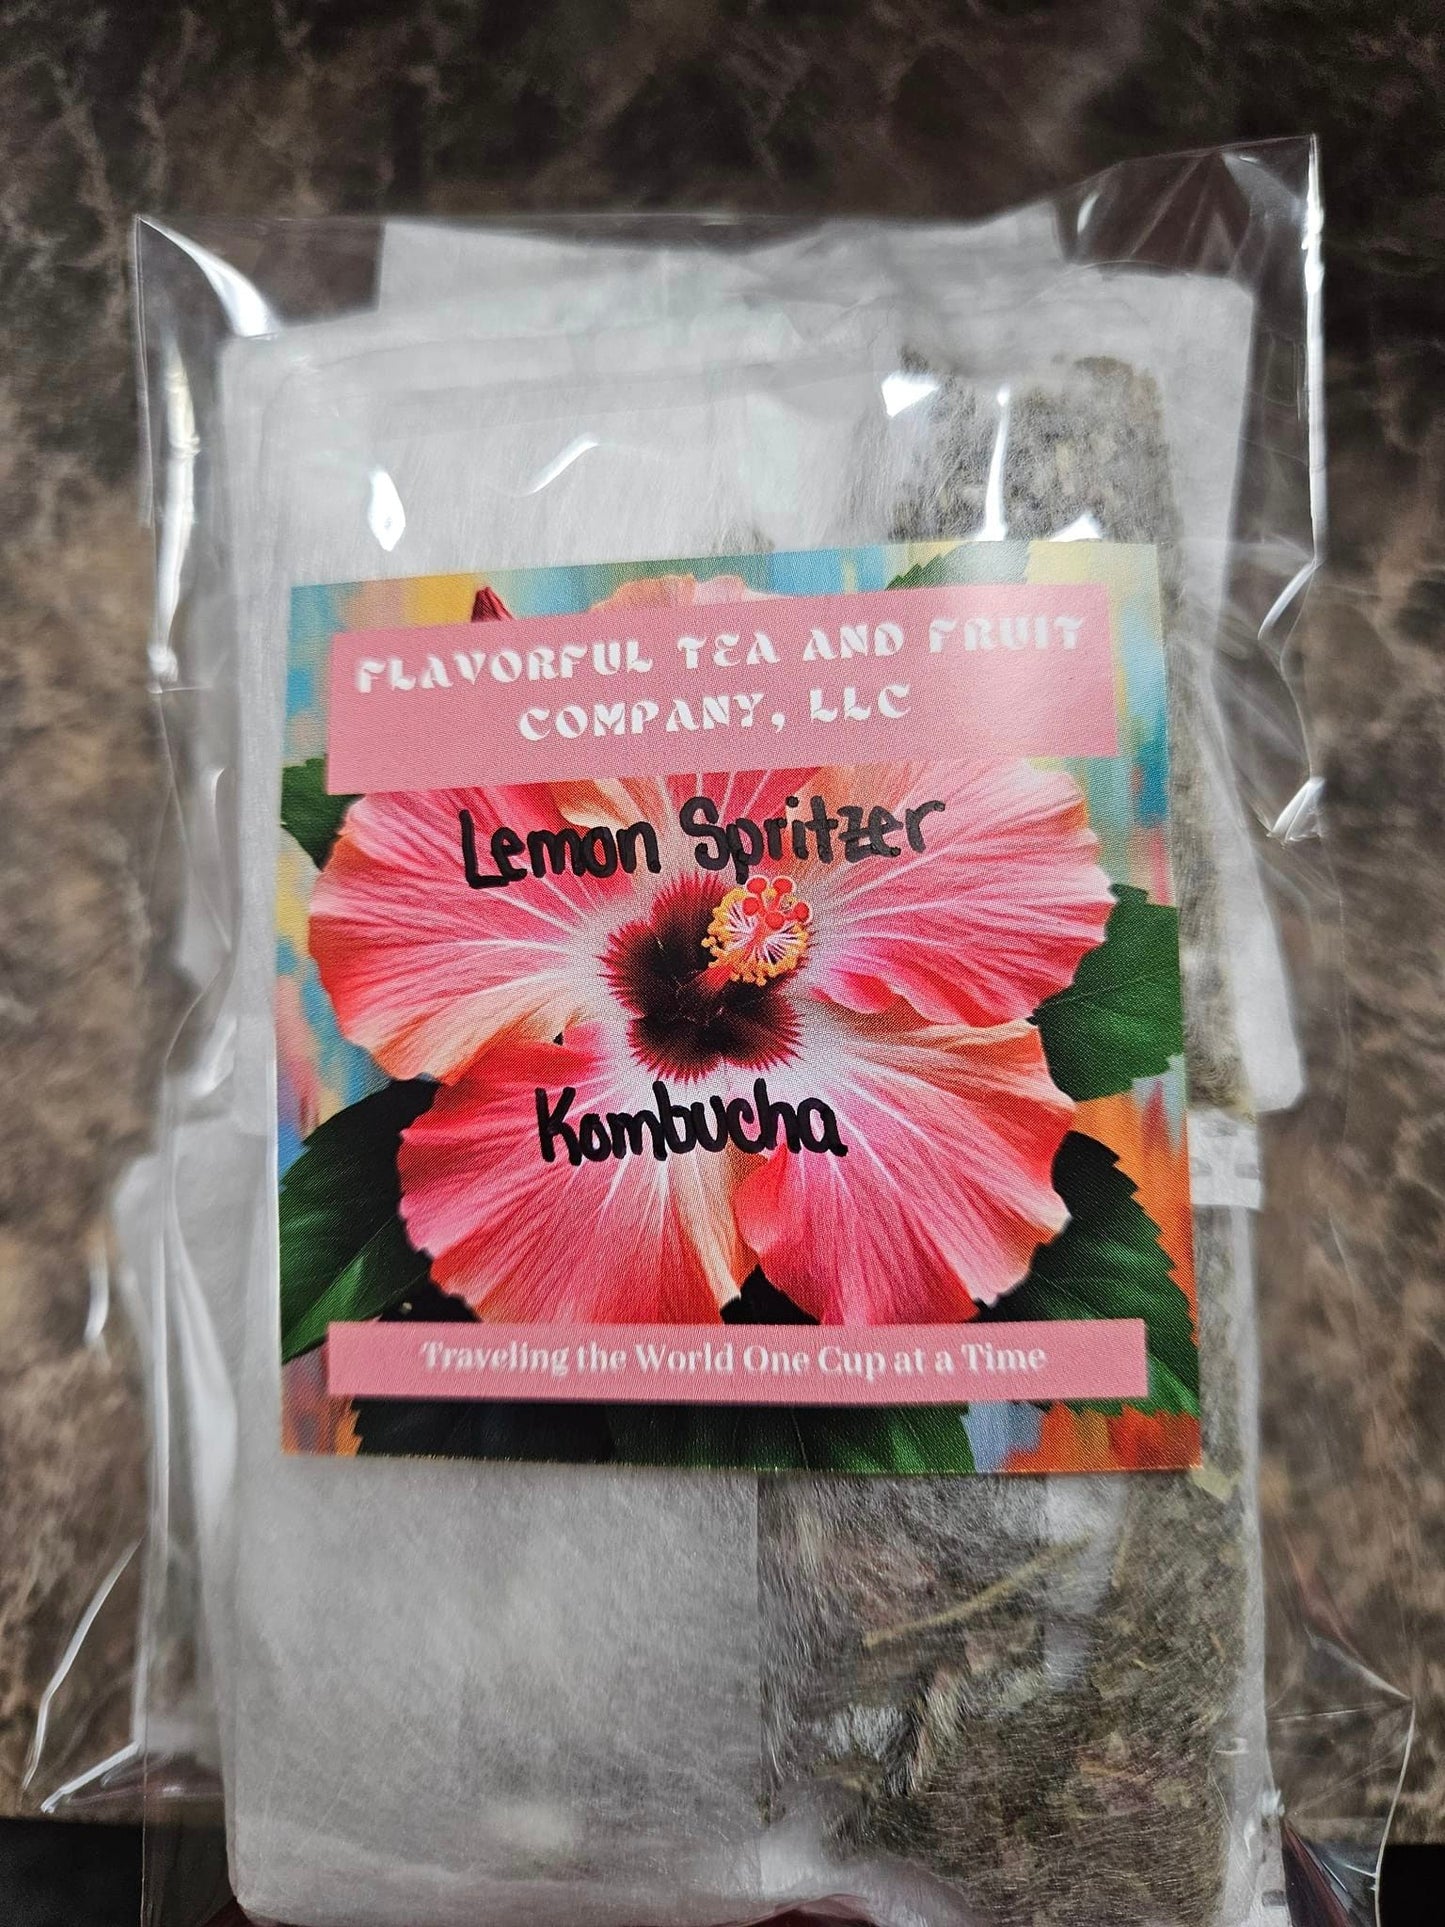 FLAVORFUL TEA AND FRUIT
COMPANY, LLC
Lemon Spritzer
Kombucha
Traveling the World One Cup at a Time